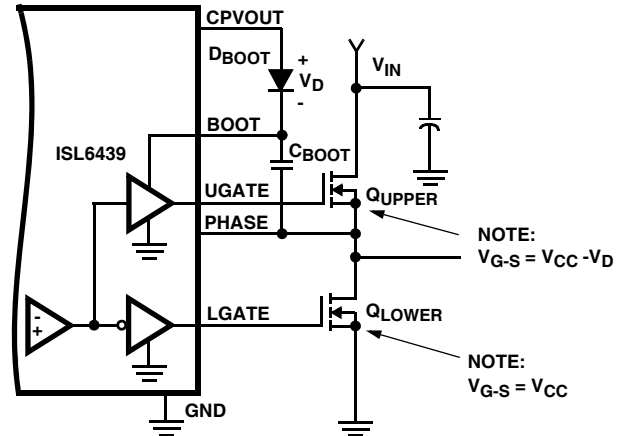 CPVOUT
DBOOT
+
VD
-
VIN
BOOT
CBOOT
ISL6439
UGATE
QUPPER
PHASE
NOTE:
VG-S = VCC -VD
-
+
LGATE
QLOWER
NOTE:
VG-S = VCC
GND